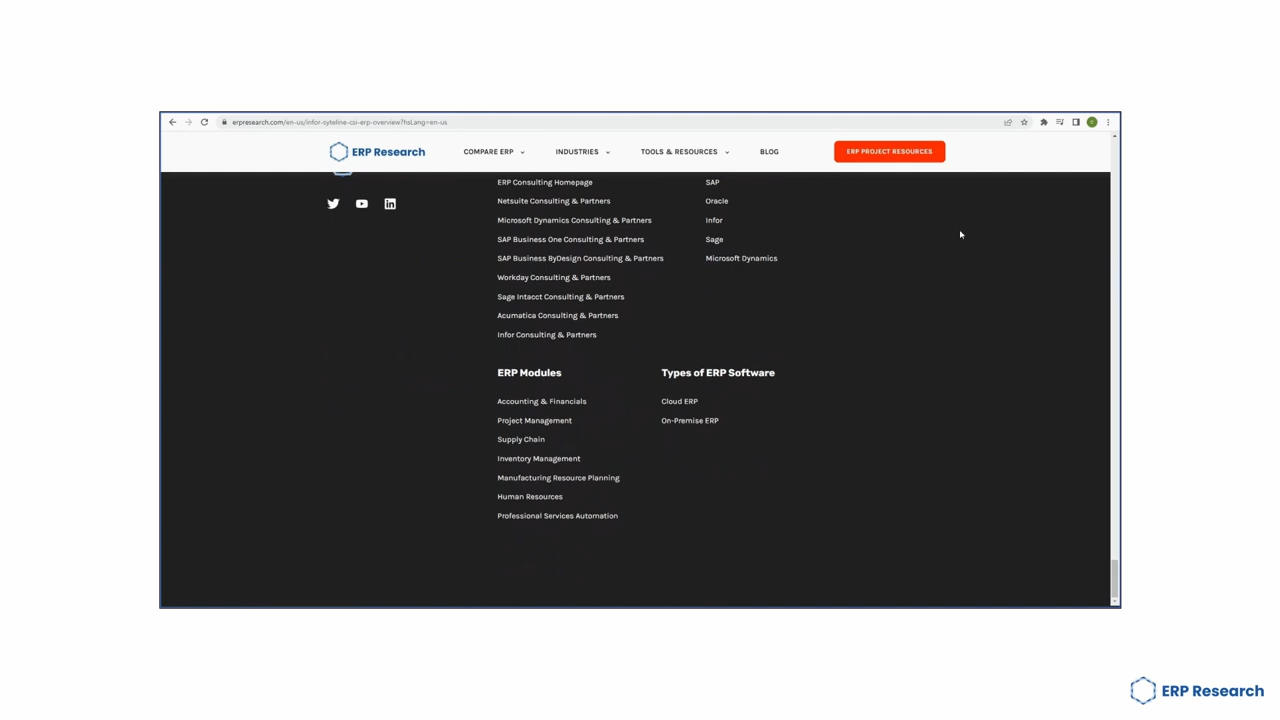 erpresearch.com/en-us/infor-syteline-csi-erp-overview?hsLang=en-us
ERP Research
COMPARE ERP
INDUSTRIES
TOOLS & RESOURCES
BLOG
ERP PROJECT RESOURCES
ERP Consulting Homepage
Netsuite Consulting & Partners
Microsoft Dynamics Consulting & Partners
SAP Business One Consulting & Partners
SAP Business ByDesign Consulting & Partners
Workday Consulting & Partners
Sage Intacct Consulting & Partners
Acumatica Consulting & Partners
Infor Consulting & Partners
SAP
Oracle
Infor
Sage
Microsoft Dynamics
ERP Modules
Accounting & Financials
Project Management
Supply Chain
Inventory Management
Manufacturing Resource Planning
Human Resources
Professional Services Automation
Types of ERP Software
Cloud ERP
On-Premise ERP
ERP Research